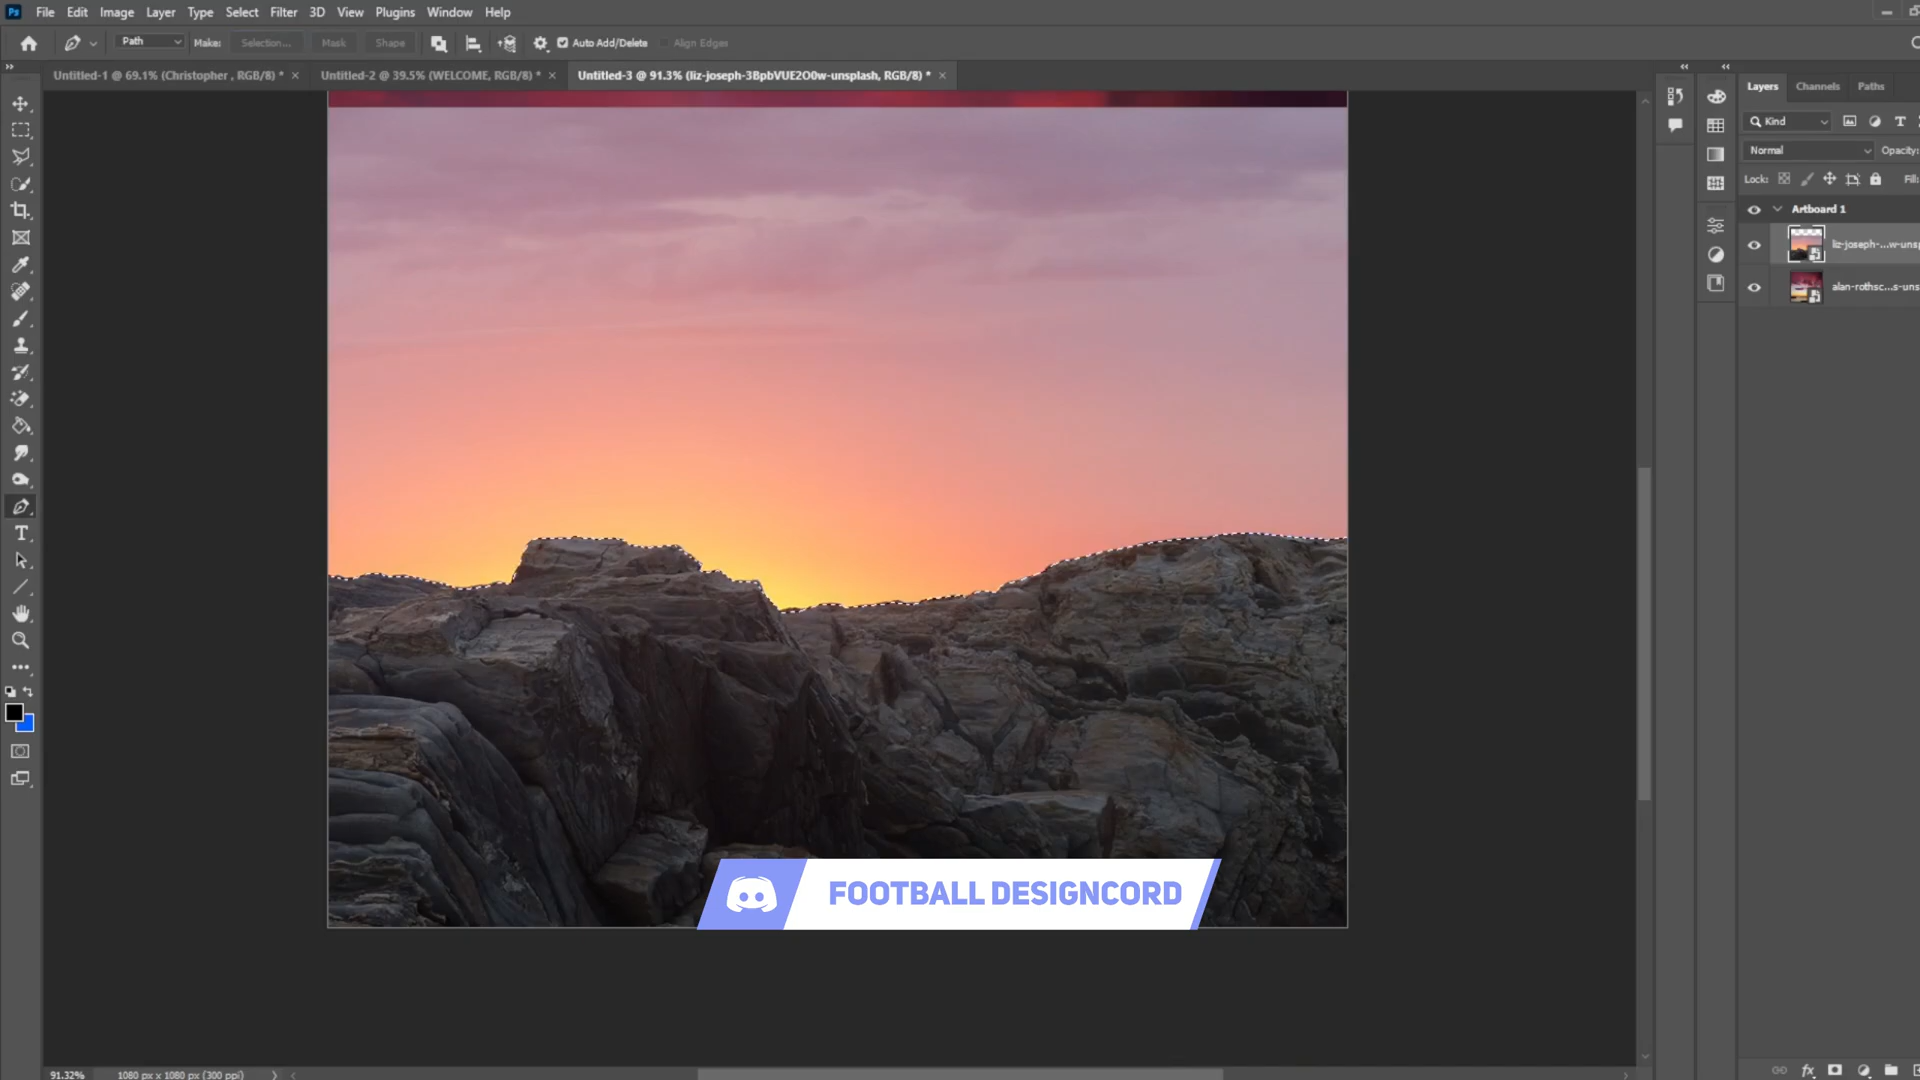 Ps File Edit Image Layer Type Select Filter 3D View Plugins Window Help
Path Make: Selection... Mask Shape Auto Add/Delete Align Edges
Untitled-1 @ 69.1% (Christopher , RGB/8) * Untitled-2 @ 39.5% (WELCOME, RGB/8) * Untitled-3 @ 91.3% (liz-joseph-3BpbVUE2O0w-unsplash, RGB/8) *
Layers Channels Paths
Kind
Normal Opacity:
Lock: Fill:
Artboard 1
liz-joseph-...w-unsp
alan-rothsc...s-uns
FOOTBALL DESIGNCORD
91.32% 1080 px x 1080 px (300 ppi)